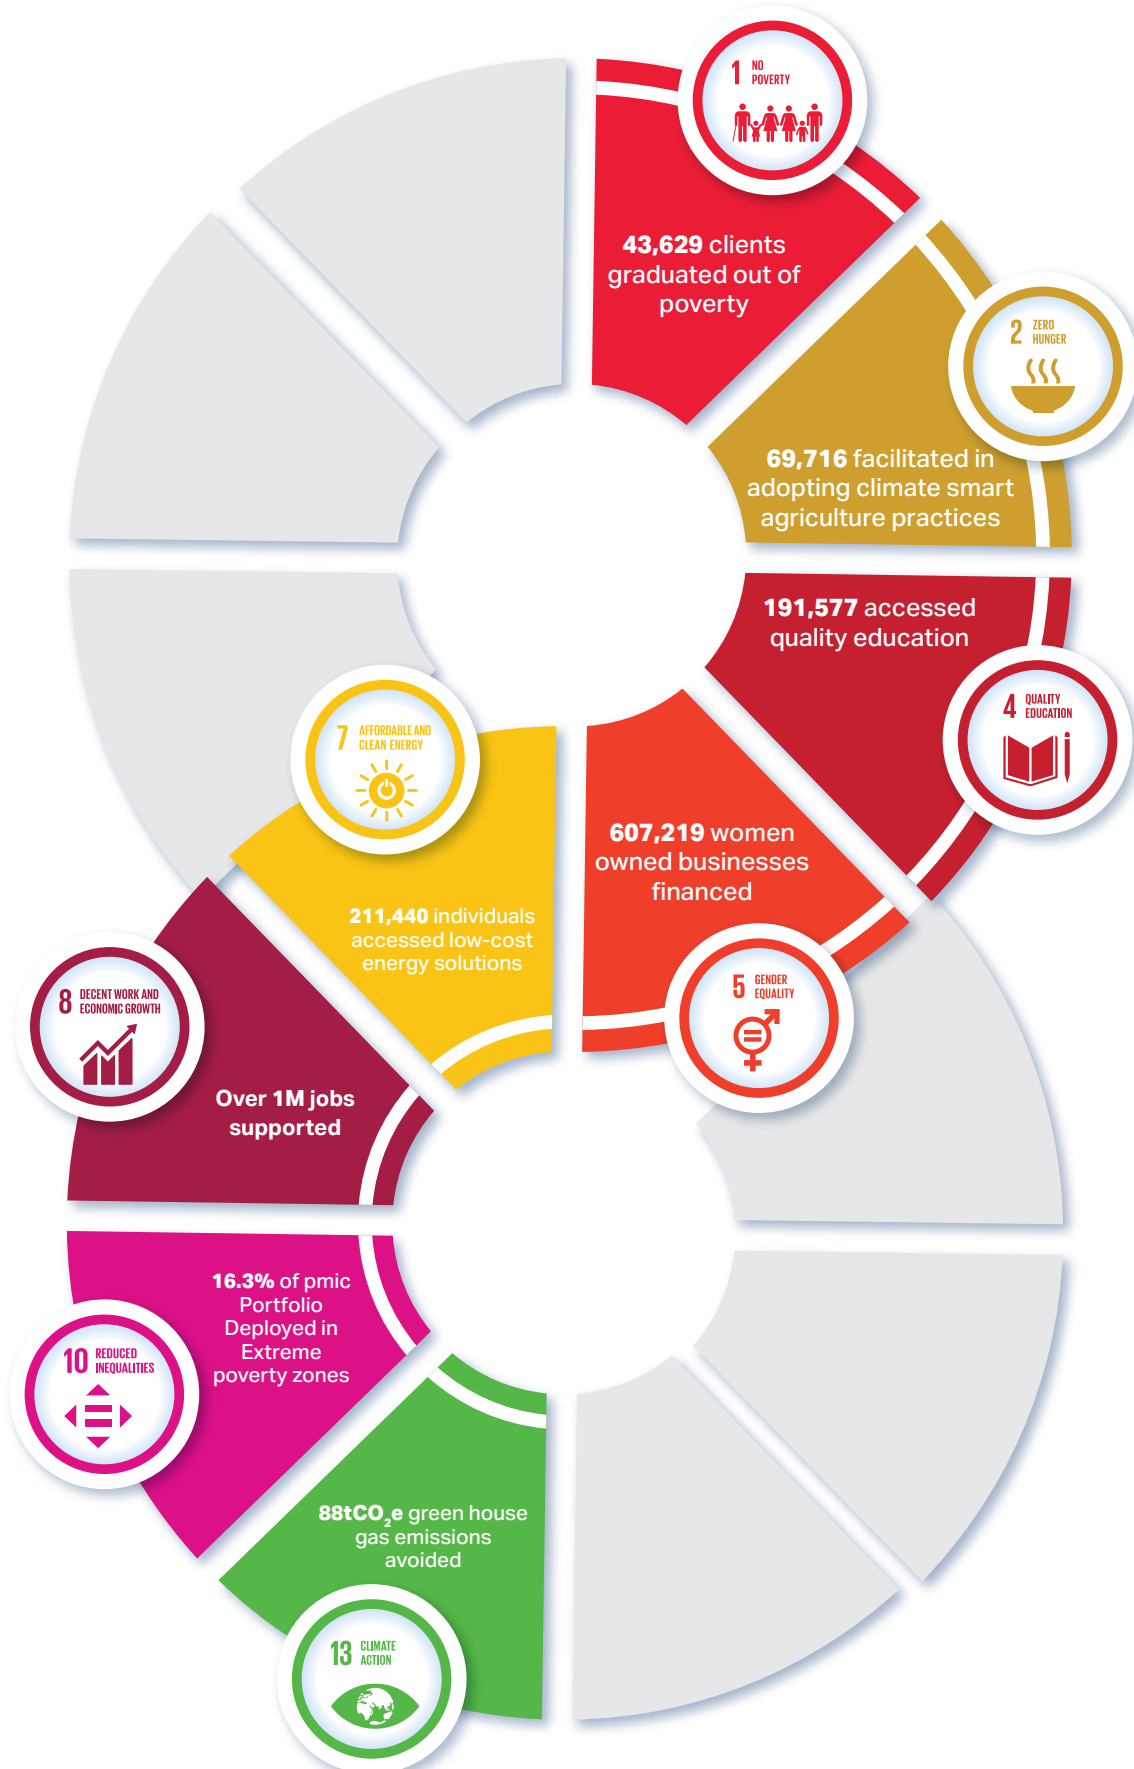 1 NO
POVERTY
43,629 clients
graduated out of
poverty
2 ZERO
HUNGER
69,716 facilitated in
adopting climate smart
agriculture practices
191,577 accessed
quality education
4 QUALITY
EDUCATION
607,219 women
owned businesses
financed
5 GENDER
EQUALITY
7 AFFORDABLE AND
CLEAN ENERGY
211,440 individuals
accessed low-cost
energy solutions
8 DECENT WORK AND
ECONOMIC GROWTH
Over 1M jobs
supported
16.3% of pmic
Portfolio
Deployed in
Extreme
poverty zones
10 REDUCED
INEQUALITIES
88tCO₂e green house
gas emissions
avoided
13 CLIMATE
ACTION